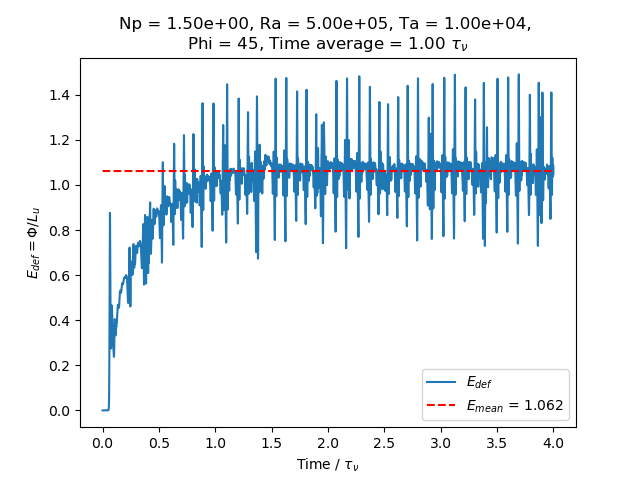 Np = 1.50e+00, Ra = 5.00e+05, Ta = 1.00e+04,
Phi = 45, Time average = 1.00 τ_ν
E_def = Φ/L_u
1.4
1.2
1.0
0.8
0.6
0.4
0.2
0.0
0.0 0.5 1.0 1.5 2.0 2.5 3.0 3.5 4.0
Time / τ_ν
E_def
E_mean = 1.062